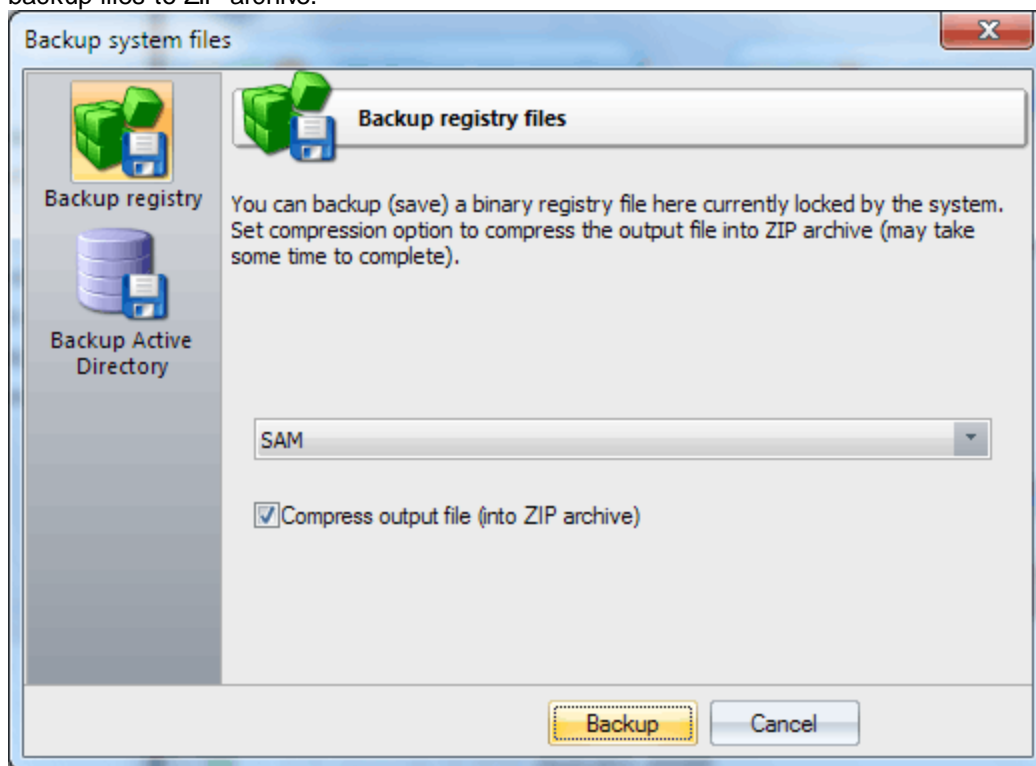 backup files to ZIP archive.
Backup system files
Backup registry files
Backup registry
You can backup (save) a binary registry file here currently locked by the system.
Set compression option to compress the output file into ZIP archive (may take
some time to complete).
Backup Active
Directory
SAM
Compress output file (into ZIP archive)
Backup
Cancel